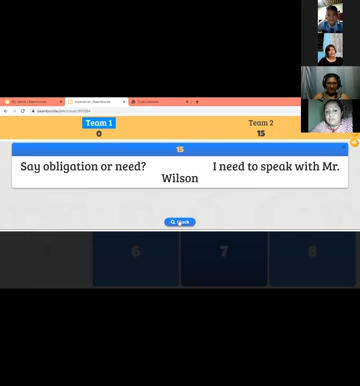 Team 1
Team 2
0
15
15
Say obligation or need? I need to speak with Mr.
Wilson
Check
6
7
8